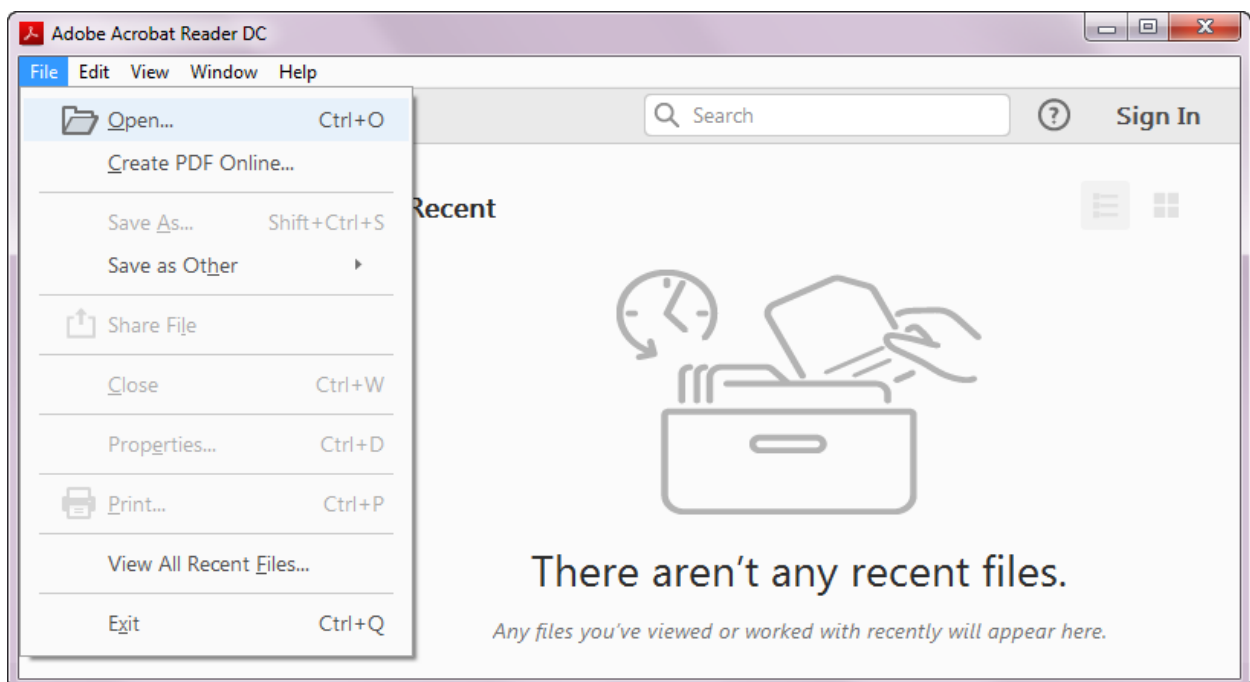 Adobe Acrobat Reader DC
File Edit View Window Help
Open... Ctrl+O
Search
? Sign In
Create PDF Online...
Save As... Shift+Ctrl+S
Recent
Save as Other
Share File
Close Ctrl+W
Properties... Ctrl+D
Print... Ctrl+P
View All Recent Files...
Exit Ctrl+Q
There aren't any recent files.
Any files you've viewed or worked with recently will appear here.